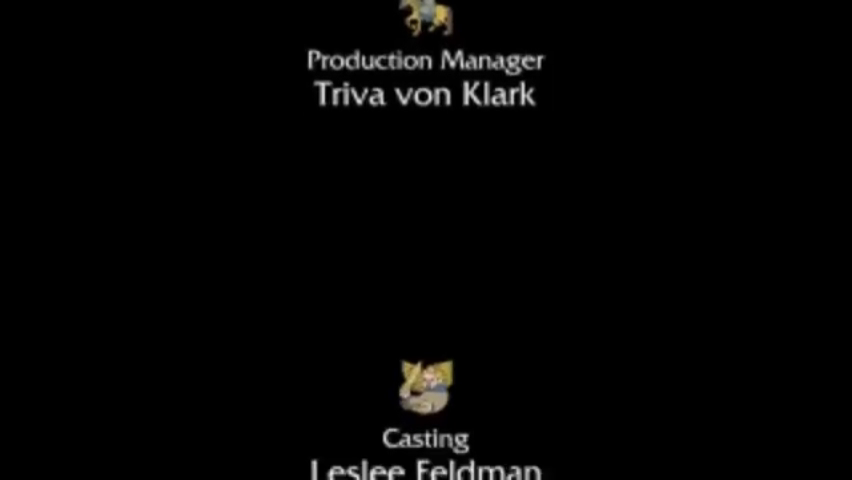 Production Manager
Triva von Klark
Casting
Leslee Feldman